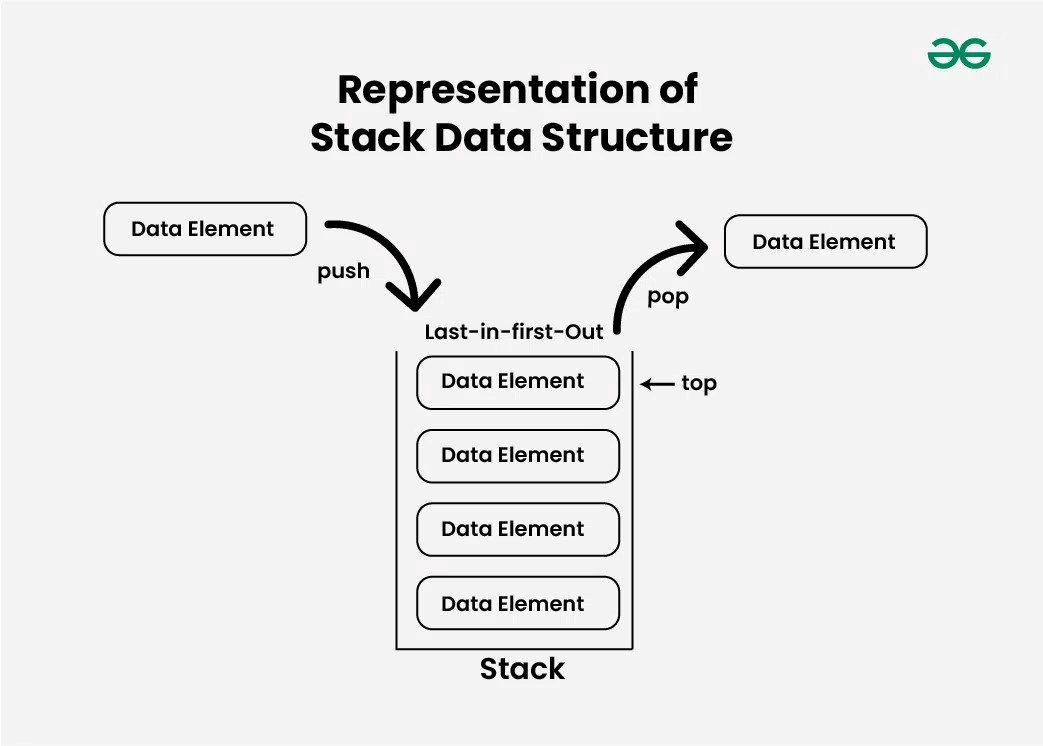 Representation of
Stack Data Structure
Data Element
push
Data Element
pop
Last-in-first-Out
Data Element
top
Data Element
Data Element
Data Element
Stack